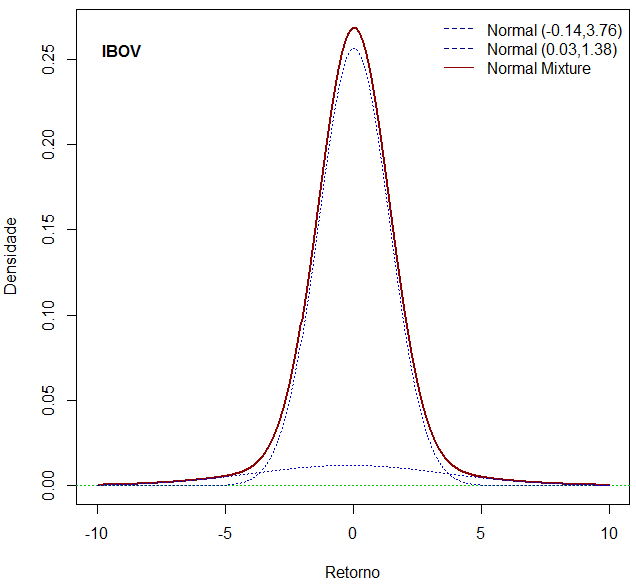 IBOV
Normal (-0.14,3.76)
Normal (0.03,1.38)
Normal Mixture
Densidade
0.25
0.20
0.15
0.10
0.05
0.00
-10 -5 0 5 10
Retorno